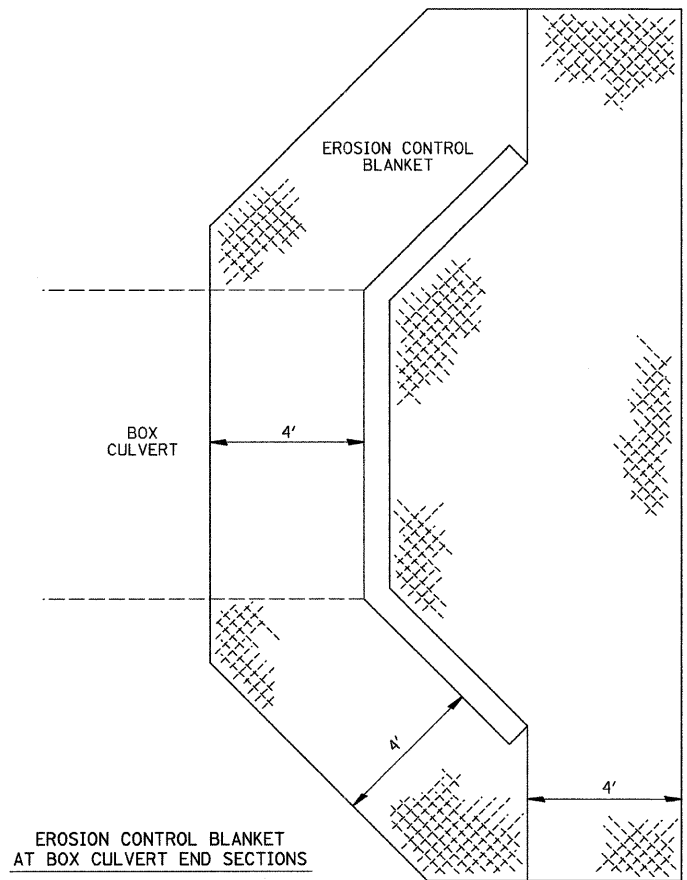 EROSION CONTROL
BLANKET
BOX
CULVERT
4'
4'
4'
EROSION CONTROL BLANKET
AT BOX CULVERT END SECTIONS